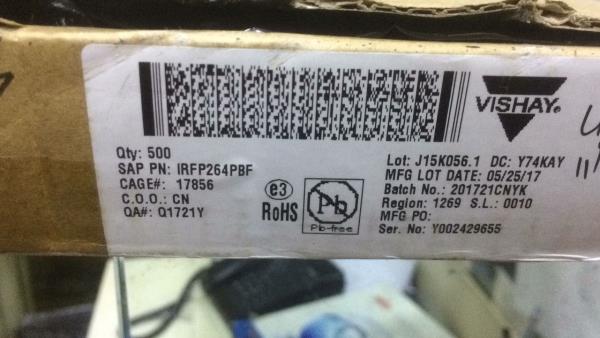 VISHAY®
Qty: 500
SAP PN: IRFP264PBF
CAGE#: 17856
C.O.O.: CN
QA#: Q1721Y
e3
RoHS
Pb
Pb-free
Lot: J15K056.1 DC: Y74KAY
MFG LOT DATE: 05/25/17
Batch No.: 201721CNYK
Region: 1269 S.L.: 0010
MFG PO:
Ser. No: Y002429655